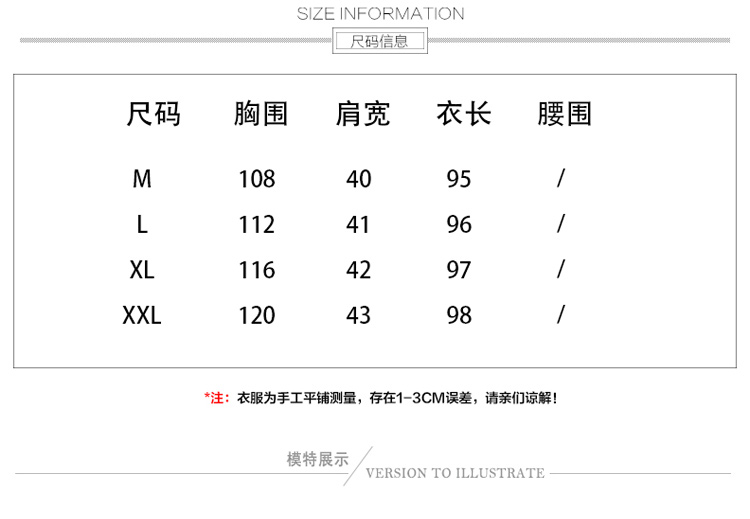 SIZE INFORMATION
尺码信息
尺码 胸围 肩宽 衣长 腰围
M 108 40 95 /
L 112 41 96 /
XL 116 42 97 /
XXL 120 43 98 /
*注：衣服为手工平铺测量，存在1-3CM误差，请亲们谅解！
模特展示
VERSION TO ILLUSTRATE